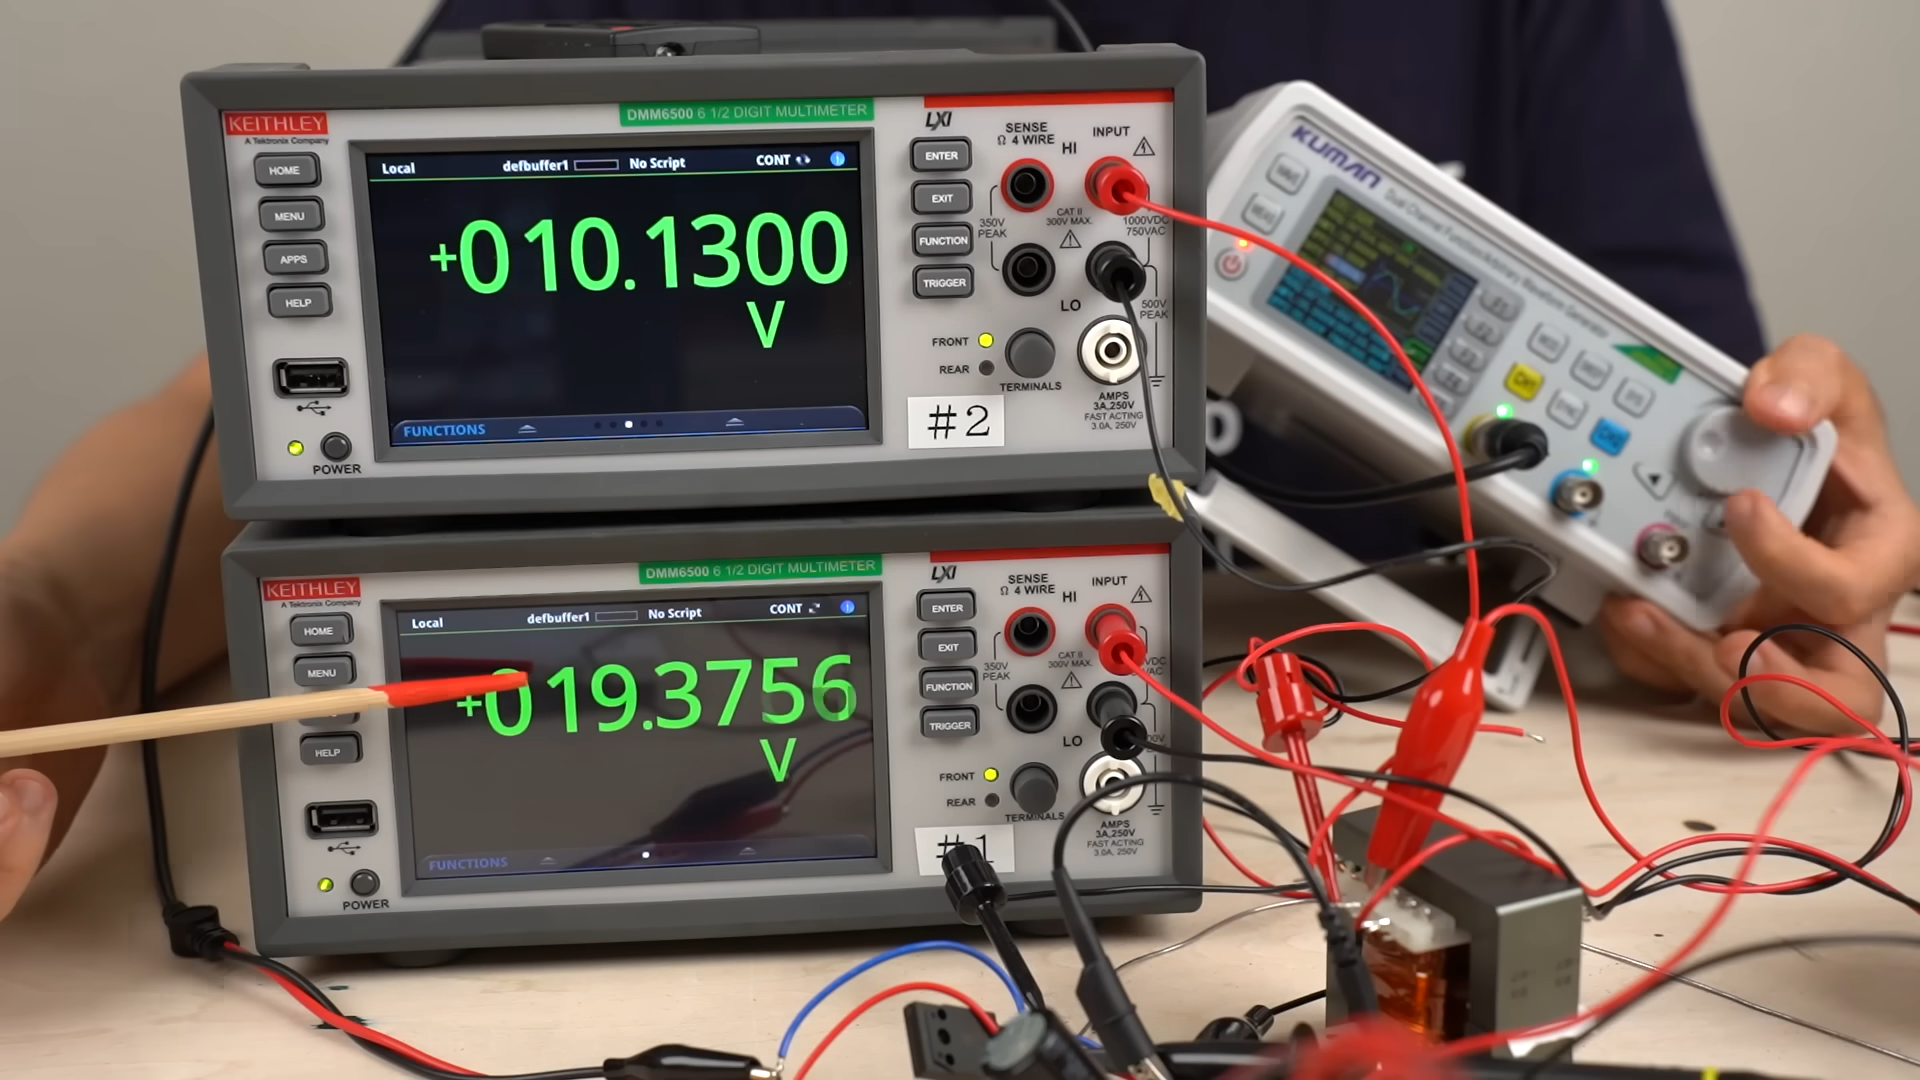 KEITHLEY
A Tektronix Company
DMM6500 6 1/2 DIGIT MULTIMETER
LXI
HOME
MENU
APPS
HELP
POWER
Local
defbuffer1
No Script
CONT
+010.1300
V
FUNCTIONS
ENTER
EXIT
FUNCTION
TRIGGER
SENSE
Ω 4 WIRE
INPUT
HI
350V
PEAK
CAT II
300V MAX.
1000VDC
750VAC
LO
500V
PEAK
FRONT
REAR
TERMINALS
AMPS
3A,250V
FAST ACTING
3.0A, 250V
#2
KUMAN
KEITHLEY
A Tektronix Company
DMM6500 6 1/2 DIGIT MULTIMETER
LXI
HOME
MENU
HELP
POWER
Local
defbuffer1
No Script
CONT
+019.3756
V
FUNCTIONS
ENTER
EXIT
FUNCTION
TRIGGER
SENSE
Ω 4 WIRE
INPUT
HI
350V
PEAK
CAT II
300V MAX.
LO
FRONT
REAR
TERMINALS
AMPS
3A,250V
FAST ACTING
3.0A, 250V
#1